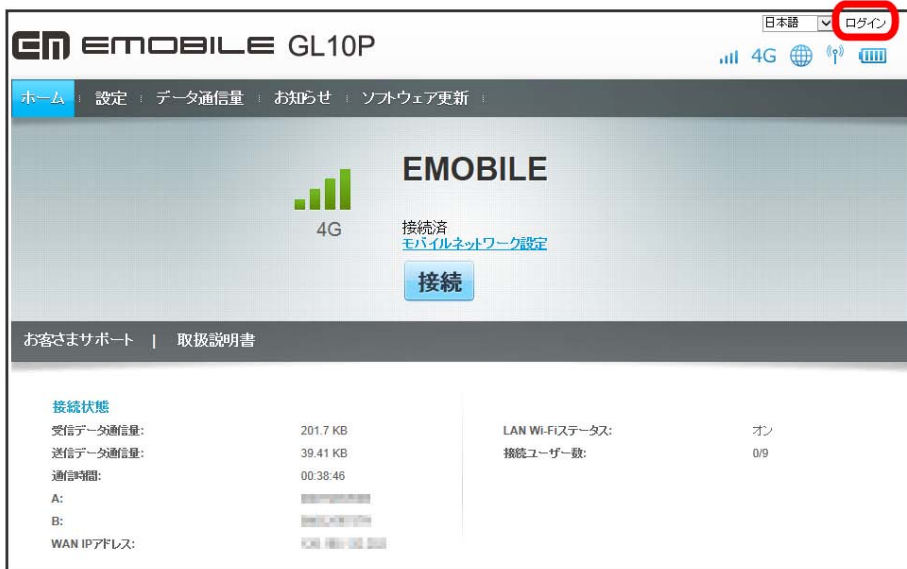 日本語 ログイン
EM EMOBILE GL10P
4G
ホーム 設定 データ通信量 お知らせ ソフトウェア更新
EMOBILE
4G
接続済
モバイルネットワーク設定
接続
お客さまサポート | 取扱説明書
接続状態
受信データ通信量: 201.7 KB LAN Wi-Fiステータス: オン
送信データ通信量: 39.41 KB 接続ユーザー数: 0/9
通信時間: 00:38:46
A:
B:
WAN IPアドレス: